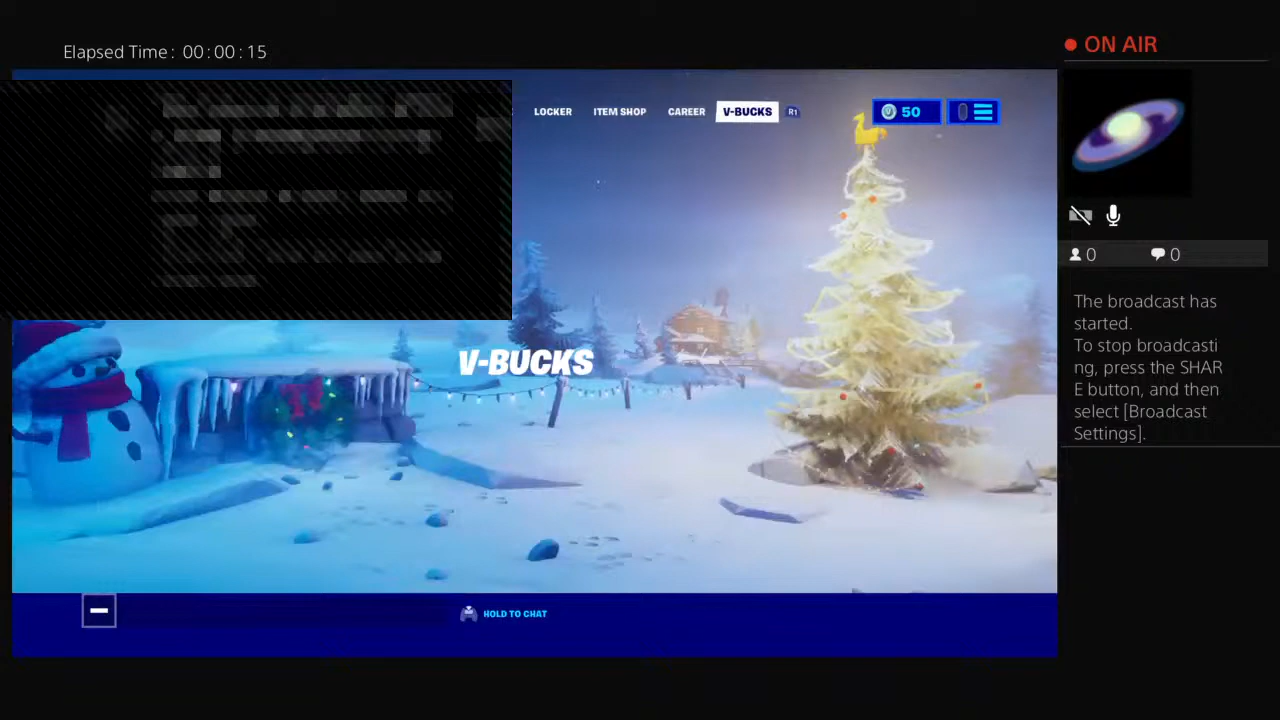 Elapsed Time: 00:00:15
ON AIR
LOCKER ITEM SHOP CAREER V-BUCKS R1 50
0 0
The broadcast has
started.
To stop broadcasti
ng, press the SHAR
E button, and then
select [Broadcast
Settings].
V-BUCKS
HOLD TO CHAT